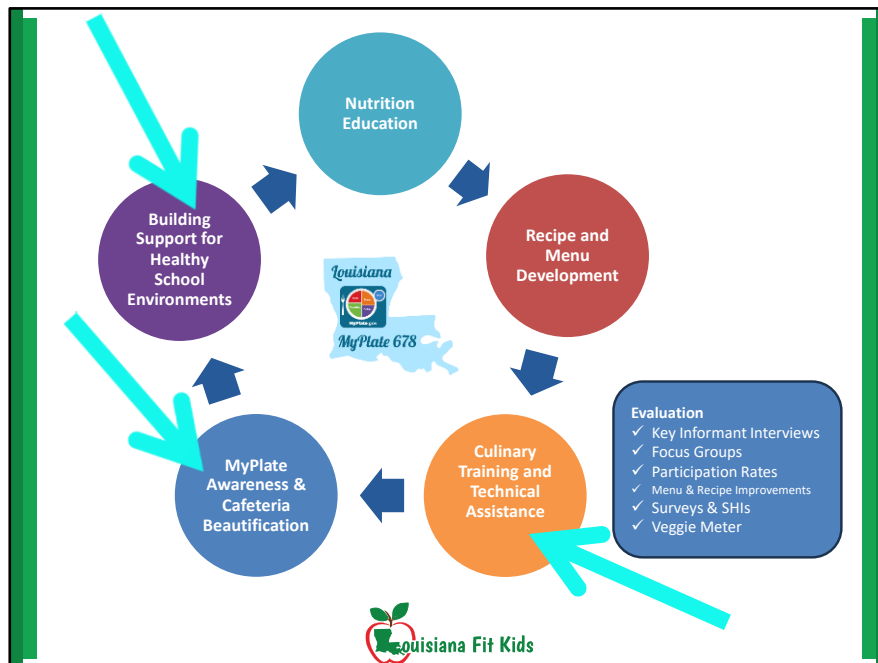 Nutrition
Education
Building
Support for
Healthy
School
Environments
Recipe and
Menu
Development
Louisiana
MyPlate.gov
MyPlate 678
Evaluation
✓ Key Informant Interviews
✓ Focus Groups
✓ Participation Rates
✓ Menu & Recipe Improvements
✓ Surveys & SHIs
✓ Veggie Meter
MyPlate
Awareness &
Cafeteria
Beautification
Culinary
Training and
Technical
Assistance
Louisiana Fit Kids